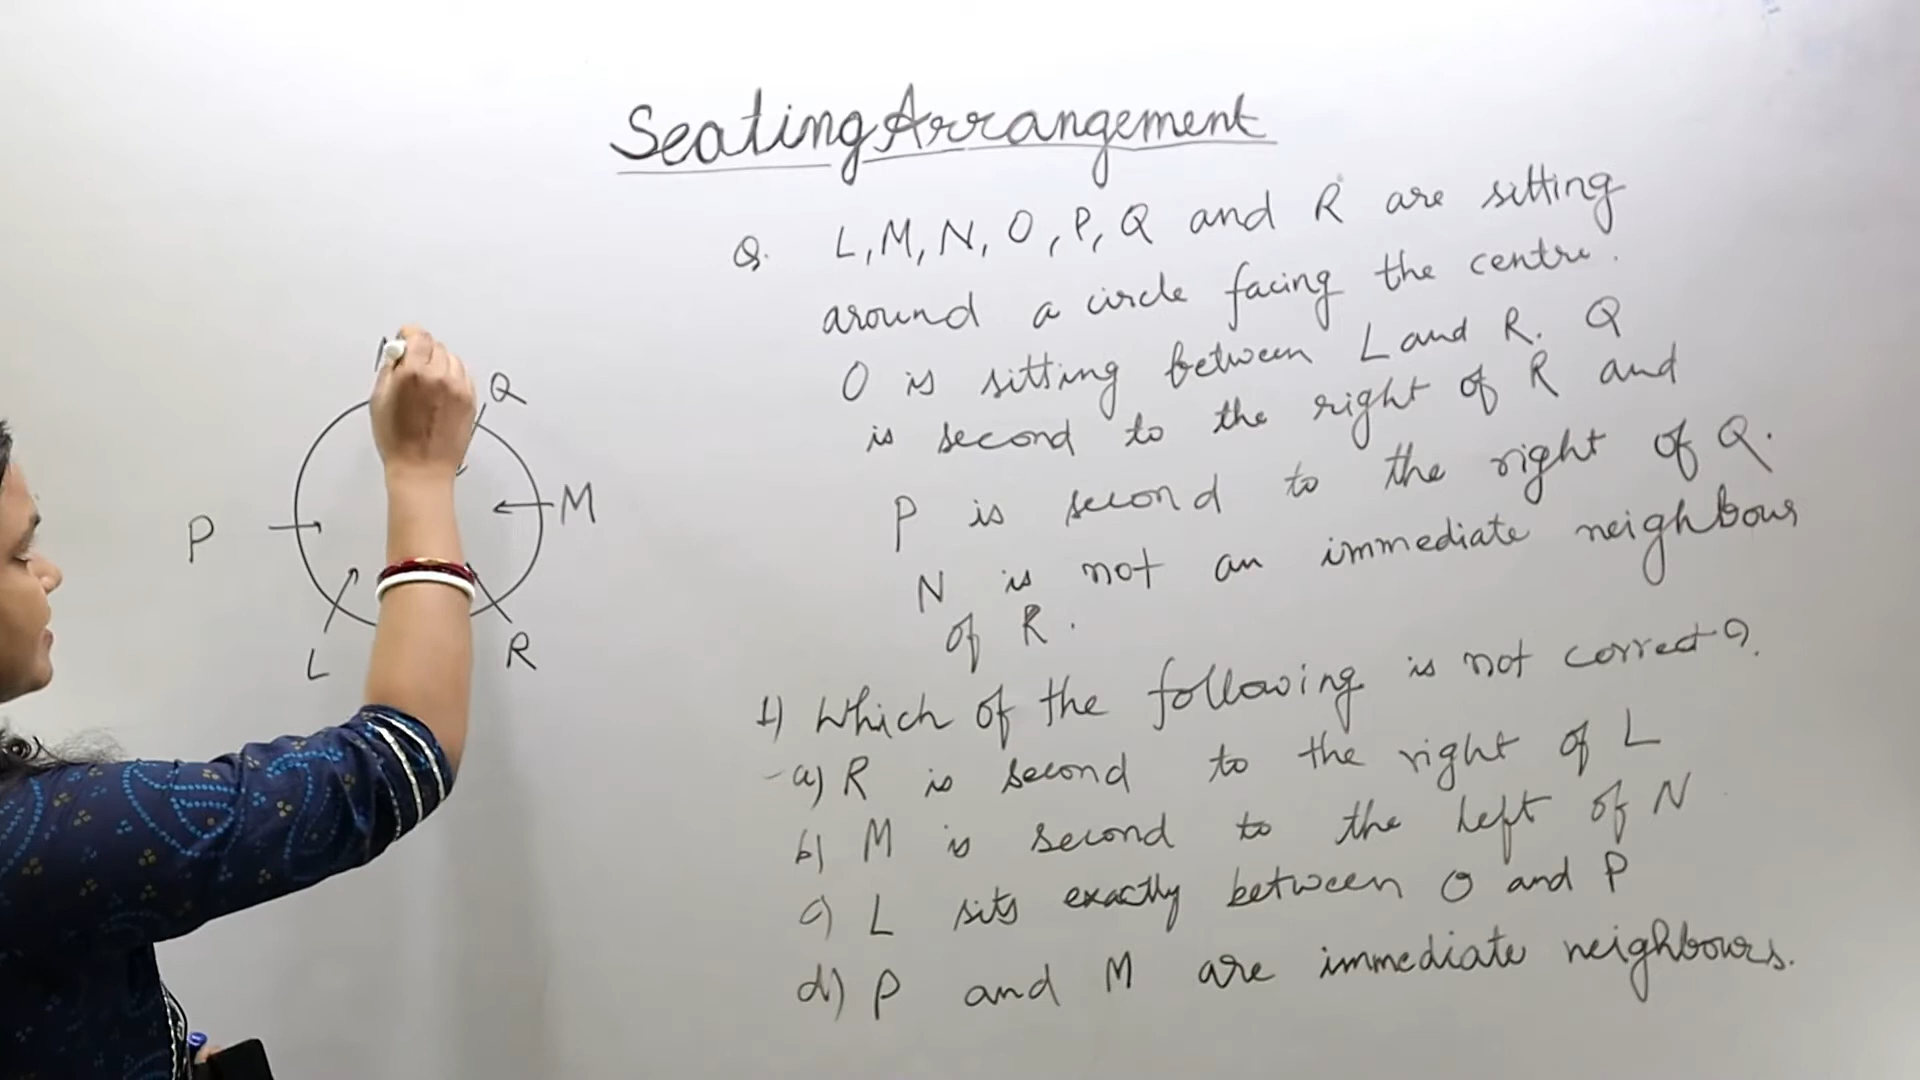 Seating Arrangement
Q. L, M, N, O, P, Q and R are sitting
around a circle facing the centre.
O is sitting between L and R. Q
is second to the right of R and
P is second to the right of Q.
N is not an immediate neighbour
of R.
1) Which of the following is not correct?
a) R is second to the right of L
b) M is second to the left of N
c) L sits exactly between O and P
d) P and M are immediate neighbours.
Q
M
P
L
R